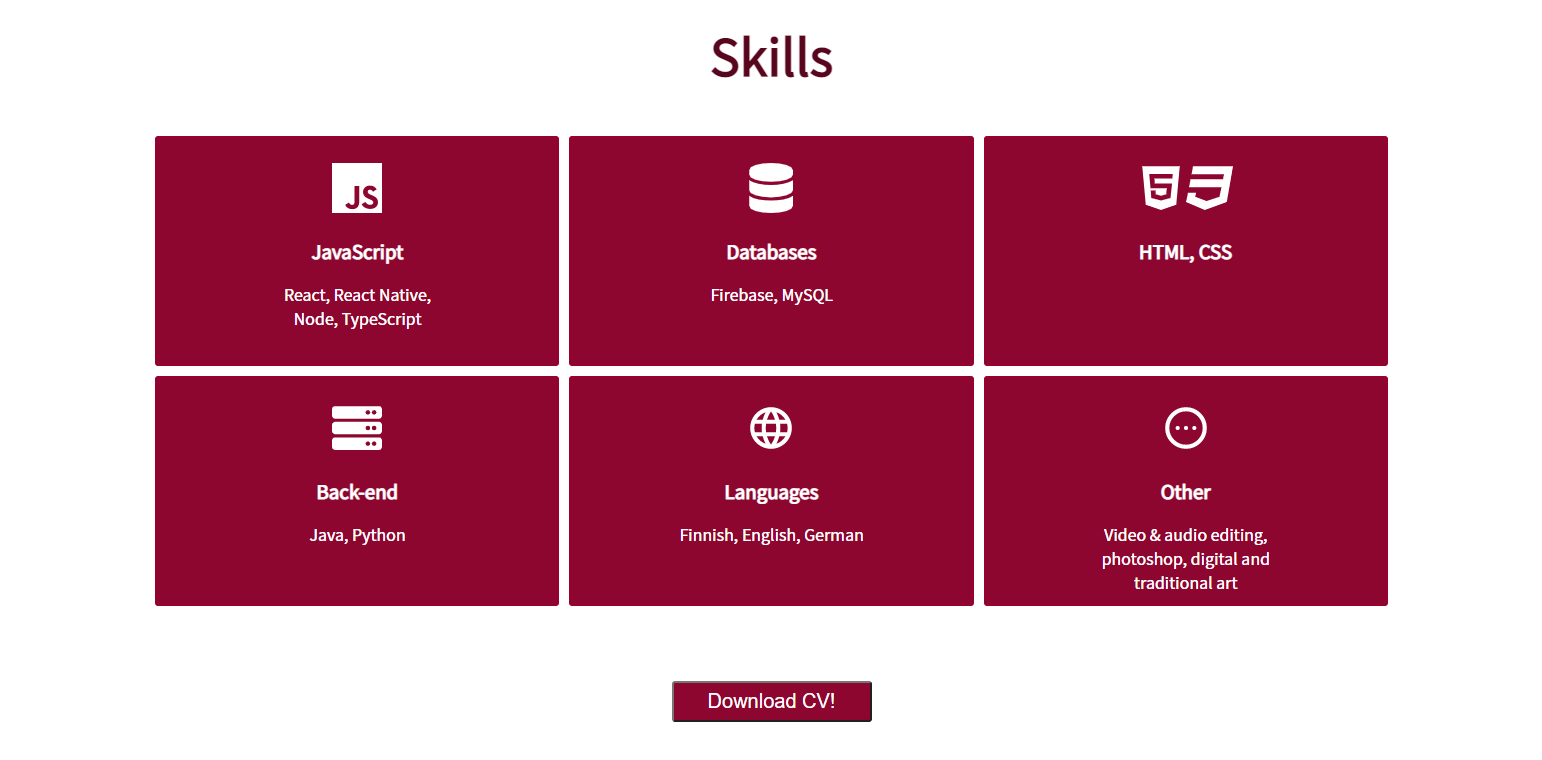 Skills
JS
JavaScript
React, React Native,
Node, TypeScript
Databases
Firebase, MySQL
5
HTML, CSS
Back-end
Java, Python
Languages
Finnish, English, German
Other
Video & audio editing,
photoshop, digital and
traditional art
Download CV!